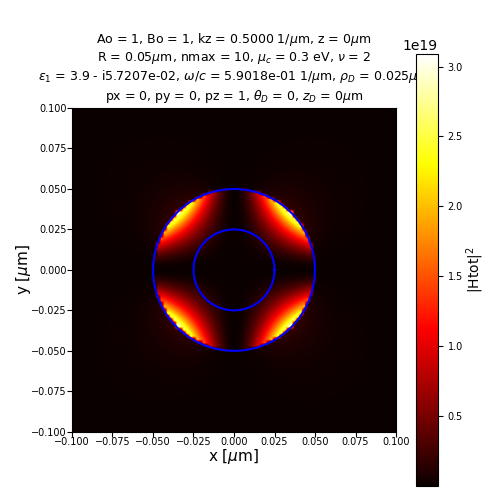 Ao = 1, Bo = 1, kz = 0.5000 1/μm, z = 0μm
R = 0.05μm, nmax = 10, μc = 0.3 eV, ν = 2
ε1 = 3.9 - i5.7207e-02, ω/c = 5.9018e-01 1/μm, ρD = 0.025μ
px = 0, py = 0, pz = 1, θD = 0, zD = 0μm
1e19
0.100
0.075
0.050
0.025
0.000
−0.025
−0.050
−0.075
−0.100
y [μm]
−0.100 −0.075 −0.050 −0.025 0.000 0.025 0.050 0.075 0.100
x [μm]
3.0
2.5
2.0
1.5
1.0
0.5
|Htot|²